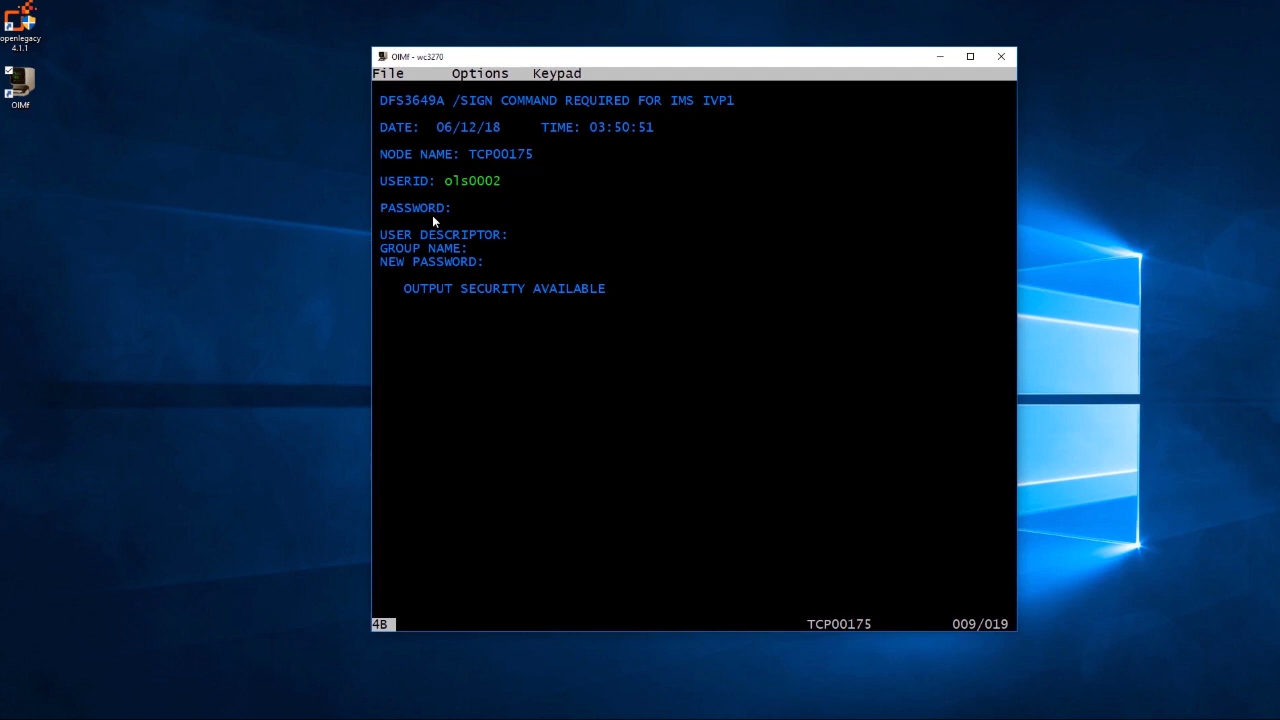 openlegacy
4.1.1
OlMf
OlMf - wc3270
File Options Keypad
DFS3649A /SIGN COMMAND REQUIRED FOR IMS IVP1
DATE: 06/12/18 TIME: 03:50:51
NODE NAME: TCP00175
USERID: ols0002
PASSWORD:
USER DESCRIPTOR:
GROUP NAME:
NEW PASSWORD:
OUTPUT SECURITY AVAILABLE
4B TCP00175 009/019